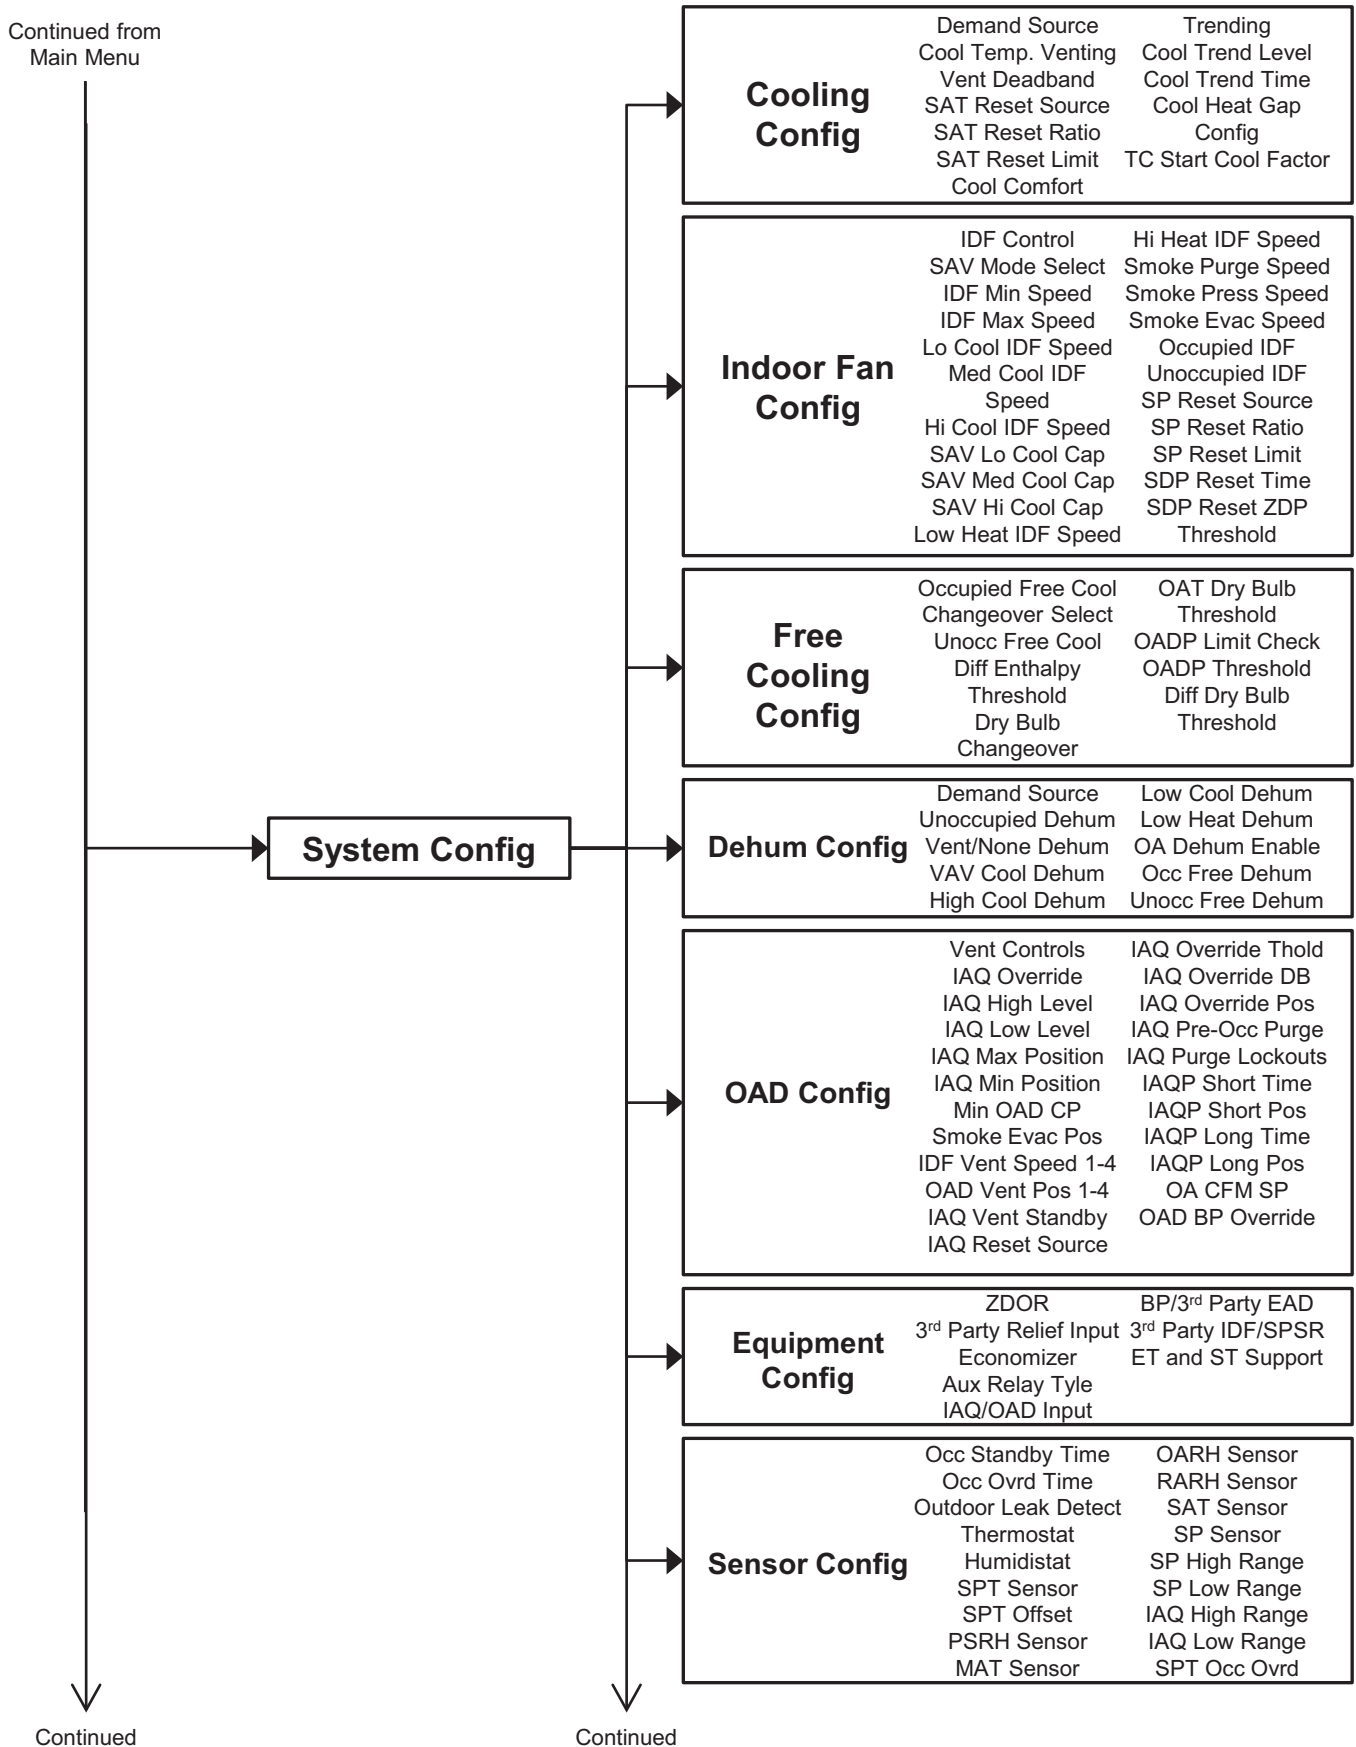 Continued from
Main Menu
Cooling
Config
Demand Source
Cool Temp. Venting
Vent Deadband
SAT Reset Source
SAT Reset Ratio
SAT Reset Limit
Cool Comfort
Trending
Cool Trend Level
Cool Trend Time
Cool Heat Gap
Config
TC Start Cool Factor
Indoor Fan
Config
IDF Control
SAV Mode Select
IDF Min Speed
IDF Max Speed
Lo Cool IDF Speed
Med Cool IDF
Speed
Hi Cool IDF Speed
SAV Lo Cool Cap
SAV Med Cool Cap
SAV Hi Cool Cap
Low Heat IDF Speed
Hi Heat IDF Speed
Smoke Purge Speed
Smoke Press Speed
Smoke Evac Speed
Occupied IDF
Unoccupied IDF
SP Reset Source
SP Reset Ratio
SP Reset Limit
SDP Reset Time
SDP Reset ZDP
Threshold
Free
Cooling
Config
Occupied Free Cool
Changeover Select
Unocc Free Cool
Diff Enthalpy
Threshold
Dry Bulb
Changeover
OAT Dry Bulb
Threshold
OADP Limit Check
OADP Threshold
Diff Dry Bulb
Threshold
System Config
Dehum Config
Demand Source
Unoccupied Dehum
Vent/None Dehum
VAV Cool Dehum
High Cool Dehum
Low Cool Dehum
Low Heat Dehum
OA Dehum Enable
Occ Free Dehum
Unocc Free Dehum
OAD Config
Vent Controls
IAQ Override
IAQ High Level
IAQ Low Level
IAQ Max Position
IAQ Min Position
Min OAD CP
Smoke Evac Pos
IDF Vent Speed 1-4
OAD Vent Pos 1-4
IAQ Vent Standby
IAQ Reset Source
IAQ Override Thold
IAQ Override DB
IAQ Override Pos
IAQ Pre-Occ Purge
IAQ Purge Lockouts
IAQP Short Time
IAQP Short Pos
IAQP Long Time
IAQP Long Pos
OA CFM SP
OAD BP Override
Equipment
Config
ZDOR
3rd Party Relief Input
Economizer
Aux Relay Tyle
IAQ/OAD Input
BP/3rd Party EAD
3rd Party IDF/SPSR
ET and ST Support
Sensor Config
Occ Standby Time
Occ Ovrd Time
Outdoor Leak Detect
Thermostat
Humidistat
SPT Sensor
SPT Offset
PSRH Sensor
MAT Sensor
OARH Sensor
RARH Sensor
SAT Sensor
SP Sensor
SP High Range
SP Low Range
IAQ High Range
IAQ Low Range
SPT Occ Ovrd
Continued
Continued